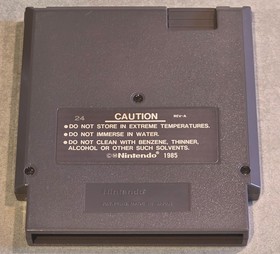 24 CAUTION REV-A
● DO NOT STORE IN EXTREME TEMPERATURES.
● DO NOT IMMERSE IN WATER.
● DO NOT CLEAN WITH BENZENE, THINNER,
ALCOHOL OR OTHER SUCH SOLVENTS.
©Nintendo® 1985
Nintendo®